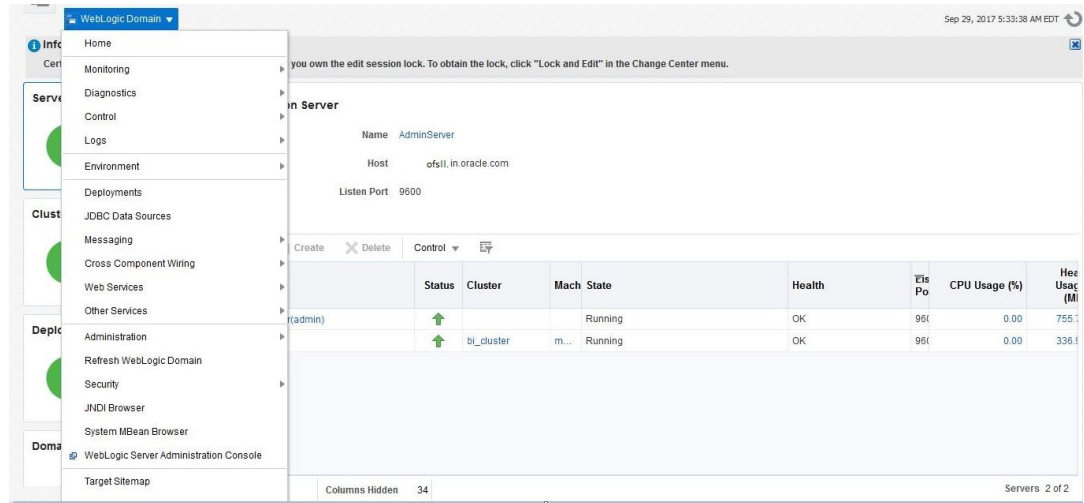 WebLogic Domain
Sep 29, 2017 5:33:38 AM EDT
Home
Monitoring
Diagnostics
Control
Logs
Environment
Deployments
JDBC Data Sources
Messaging
Cross Component Wiring
Web Services
Other Services
Administration
Refresh WebLogic Domain
Security
JNDI Browser
System MBean Browser
WebLogic Server Administration Console
Target Sitemap
you own the edit session lock. To obtain the lock, click "Lock and Edit" in the Change Center menu.
Server
Name AdminServer
Host ofsll.in.oracle.com
Listen Port 9600
Create Delete Control
Status Cluster Mach State Health CPU Usage (%)
(admin) Running OK 0.00
bi_cluster m... Running OK 0.00
Columns Hidden 34
Servers 2 of 2